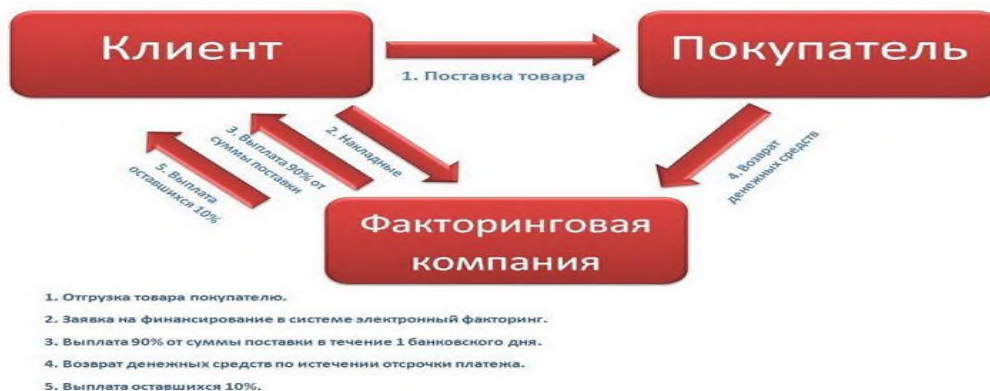 Клиент
Покупатель
1. Поставка товара
5. Выплата
оставшихся 10%
3. Выплата 90% от
суммы поставки
2. Накладные
4. Возврат
денежных средств
Факторинговая
компания
1. Отгрузка товара покупателю.
2. Заявка на финансирование в системе электронный факторинг.
3. Выплата 90% от суммы поставки в течение 1 банковского дня.
4. Возврат денежных средств по истечении отсрочки платежа.
5. Выплата оставшихся 10%.